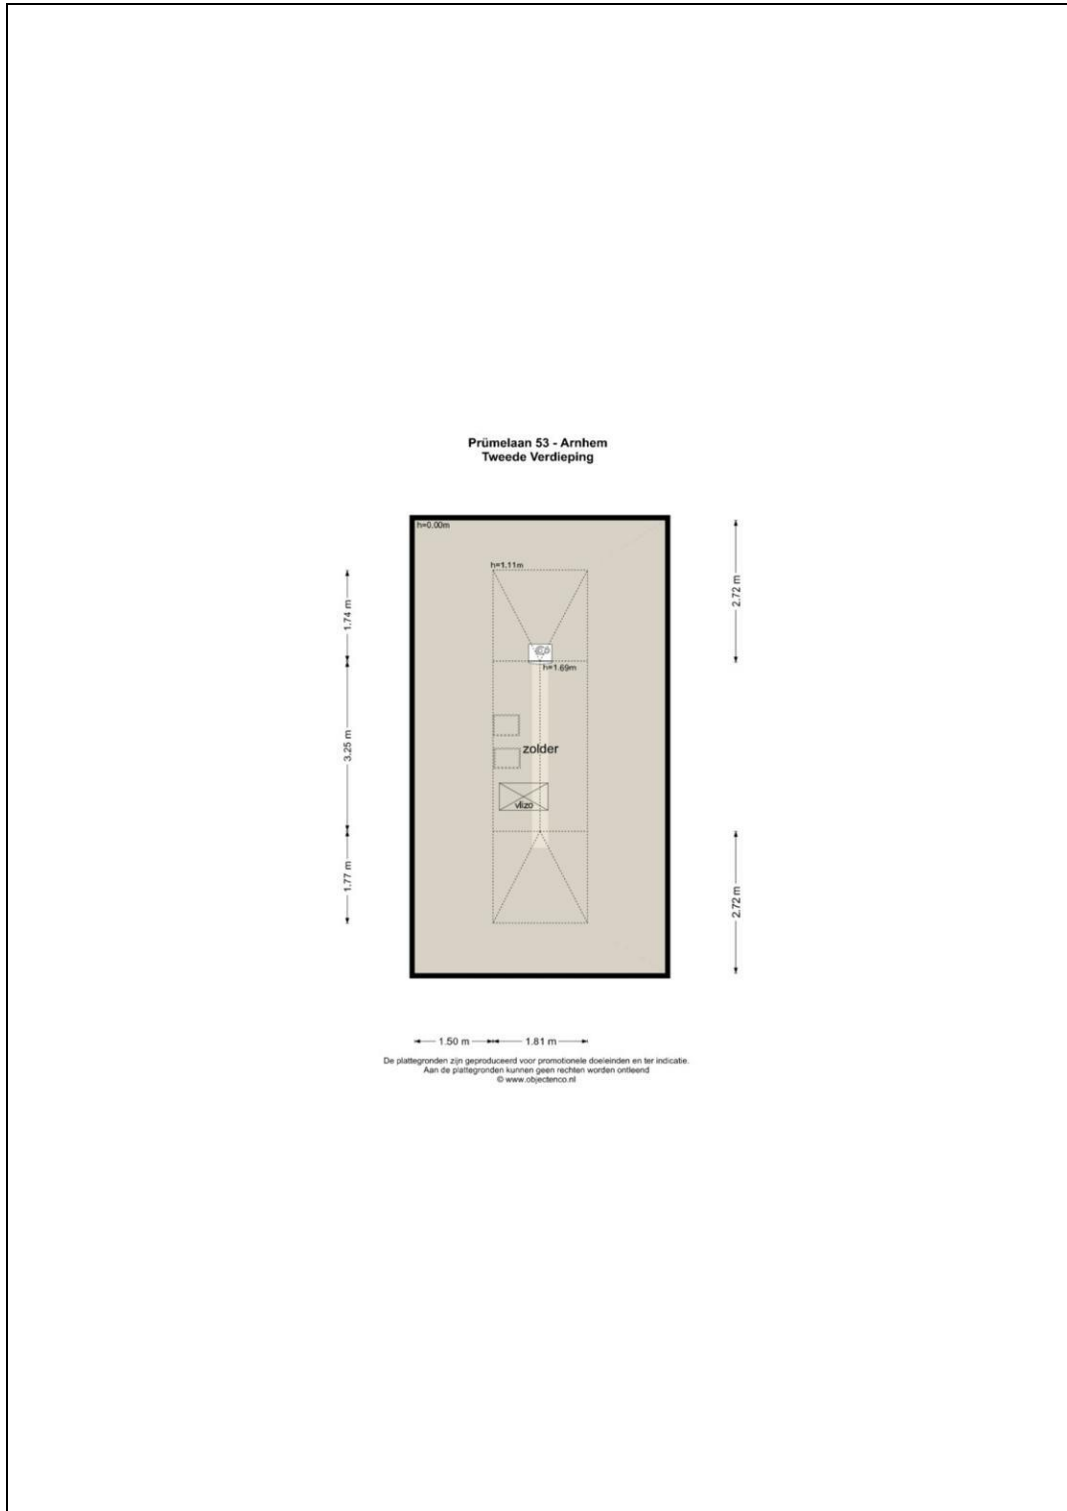 Prümelaan 53 - Arnhem
Tweede Verdieping
h=0.00m
h=1.11m
1.74 m
2.72 m
h=1.69m
3.25 m
zolder
vlizo
1.77 m
2.72 m
1.50 m
1.81 m
De plattegronden zijn geproduceerd voor promotionele doeleinden en ter indicatie.
Aan de plattegronden kunnen geen rechten worden ontleend
© www.objectenco.nl